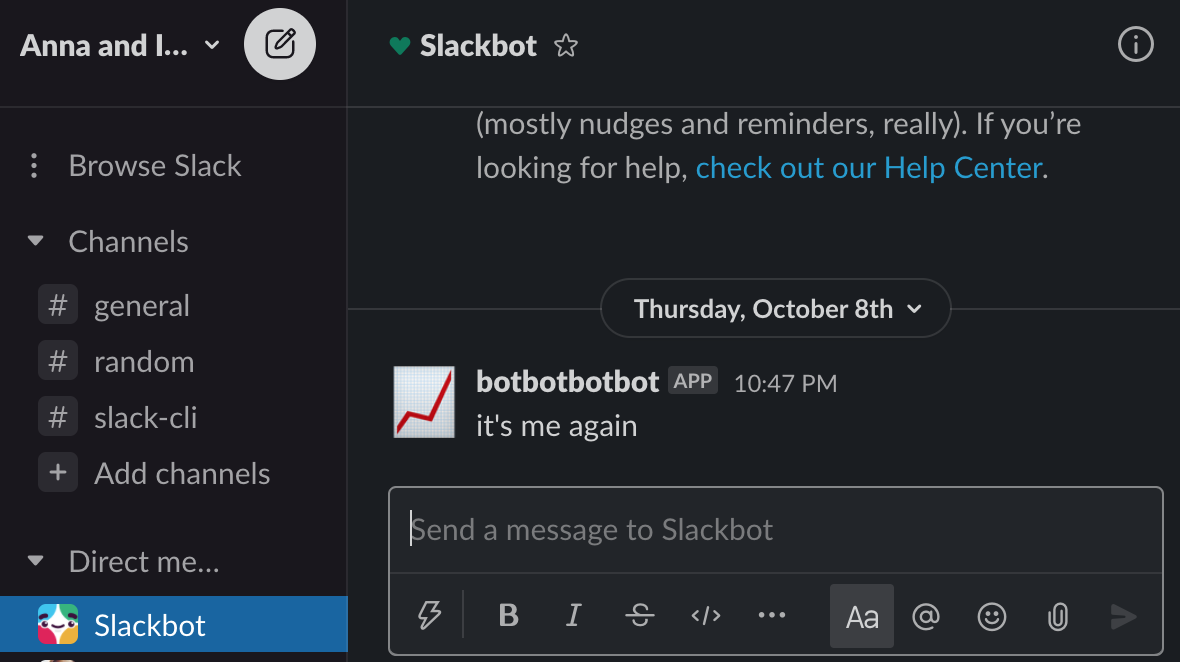 Anna and I...
Slackbot
(mostly nudges and reminders, really). If you’re
looking for help, check out our Help Center.
Browse Slack
Channels
# general
# random
# slack-cli
+ Add channels
Direct me...
Slackbot
Thursday, October 8th
botbotbotbot APP 10:47 PM
it's me again
Send a message to Slackbot
B I S </> ... Aa @